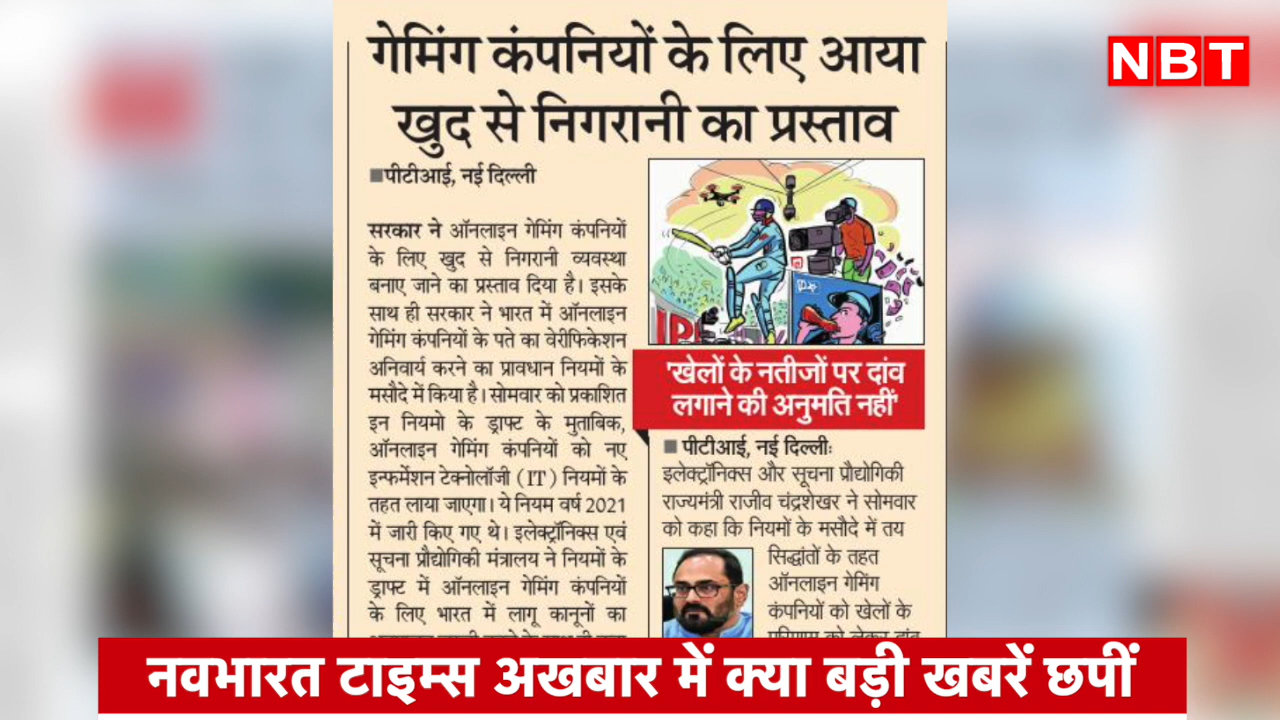 गेमिंग कंपनियों के लिए आया
खुद से निगरानी का प्रस्ताव
NBT
■पीटीआई, नई दिल्ली
सरकार ने ऑनलाइन गेमिंग कंपनियों
के लिए खुद से निगरानी व्यवस्था
बनाए जाने का प्रस्ताव दिया है। इसके
साथ ही सरकार ने भारत में ऑनलाइन
गेमिंग कंपनियों के पते का वेरीफिकेशन
अनिवार्य करने का प्रावधान नियमों के
मसौदे में किया है। सोमवार को प्रकाशित
इन नियमो के ड्राफ्ट के मुताबिक,
ऑनलाइन गेमिंग कंपनियों को नए
इन्फर्मेशन टेक्नोलॉजी (IT) नियमों के
तहत लाया जाएगा। ये नियम वर्ष 2021
में जारी किए गए थे। इलेक्ट्रॉनिक्स एवं
सूचना प्रौद्योगिकी मंत्रालय ने नियमों के
ड्राफ्ट में ऑनलाइन गेमिंग कंपनियों
के लिए भारत में लागू कानूनों का
'खेलों के नतीजों पर दांव
लगाने की अनुमति नहीं'
■ पीटीआई, नई दिल्लीः
इलेक्ट्रॉनिक्स और सूचना प्रौद्योगिकी
राज्यमंत्री राजीव चंद्रशेखर ने सोमवार
को कहा कि नियमों के मसौदे में तय
सिद्धांतों के तहत
ऑनलाइन गेमिंग
कंपनियों को खेलों के
नवभारत टाइम्स अखबार में क्या बड़ी खबरें छपीं